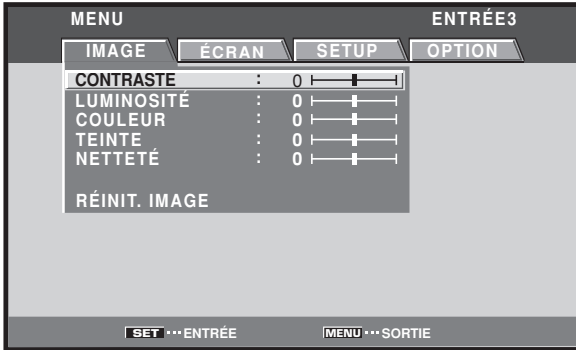 MENU ENTRÉE3
IMAGE ÉCRAN SETUP OPTION
CONTRASTE : 0
LUMINOSITÉ : 0
COULEUR : 0
TEINTE : 0
NETTETÉ : 0
RÉINIT. IMAGE
SET ··· ENTRÉE MENU ··· SORTIE